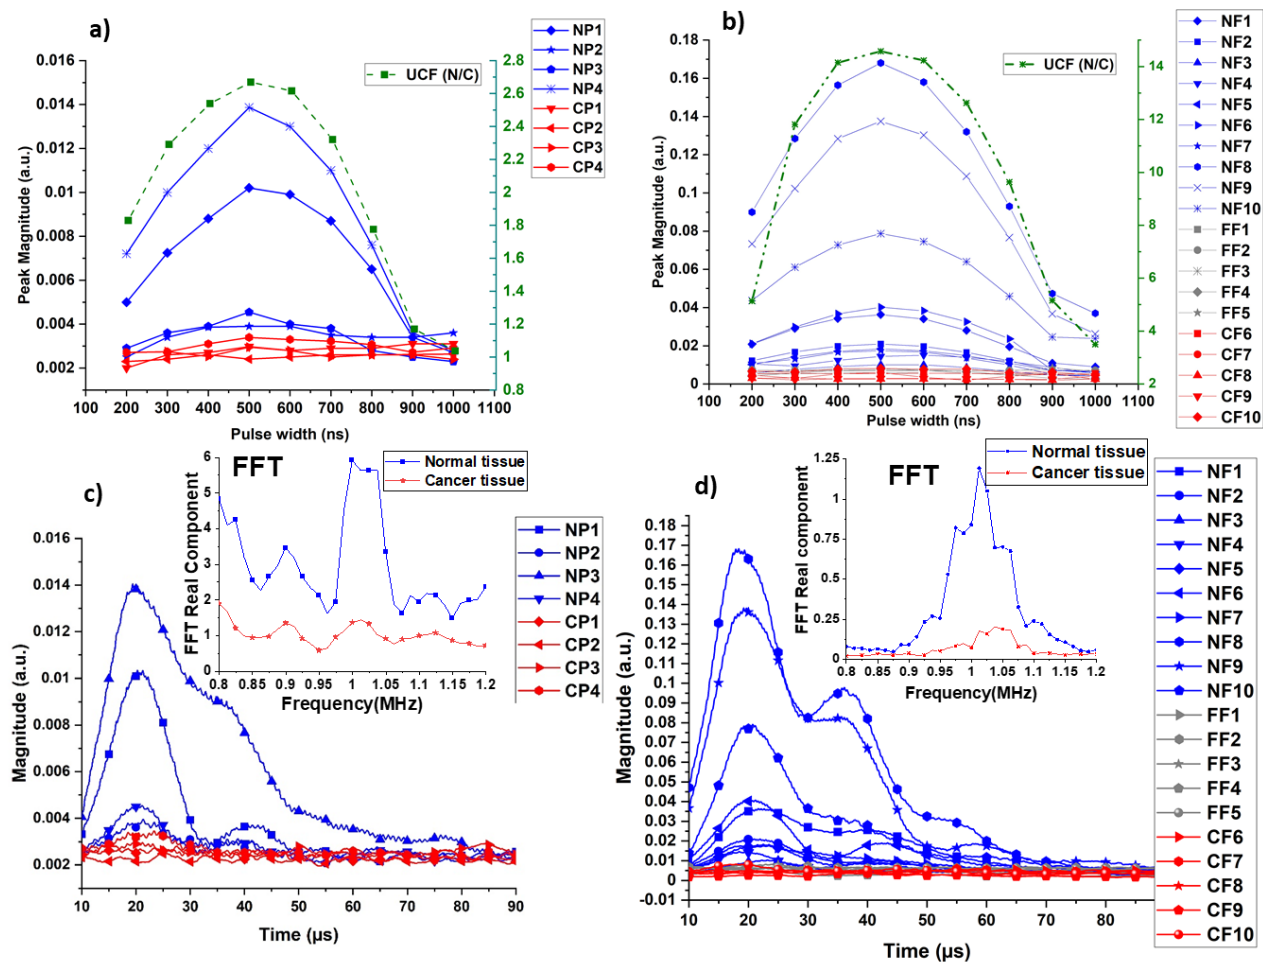 a)
0.016
0.014
0.012
0.01
0.008
0.006
0.004
0.002
Peak Magnitude (a.u.)
100 200 300 400 500 600 700 800 900 1000 1100
Pulse width (ns)
UCF (N/C)
2.8
2.6
2.4
2.2
2
1.8
1.6
1.4
1.2
1
0.8
NP1
NP2
NP3
NP4
CP1
CP2
CP3
CP4
b)
0.18
0.16
0.14
0.12
0.1
0.08
0.06
0.04
0.02
0
Peak Magnitude (a.u.)
100 200 300 400 500 600 700 800 900 1000 1100
Pulse width (ns)
UCF (N/C)
14
12
10
8
6
4
2
NF1
NF2
NF3
NF4
NF5
NF6
NF7
NF8
NF9
NF10
FF1
FF2
FF3
FF4
FF5
CF6
CF7
CF8
CF9
CF10
c)
0.016
0.014
0.012
0.01
0.008
0.006
0.004
0.002
Magnitude (a.u.)
10 20 30 40 50 60 70 80 90
Time (μs)
FFT
Normal tissue
Cancer tissue
6
5
4
3
2
1
0
FFT Real Component
0.8 0.85 0.9 0.95 1 1.05 1.1 1.15 1.2
Frequency(MHz)
NP1
NP2
NP3
NP4
CP1
CP2
CP3
CP4
d)
0.18
0.17
0.16
0.15
0.14
0.13
0.12
0.11
0.1
0.09
0.08
0.07
0.06
0.05
0.04
0.03
0.02
0.01
0
-0.01
Magnitude (a.u.)
10 20 30 40 50 60 70 80
Time (μs)
FFT
Normal tissue
Cancer tissue
1.25
1
0.75
0.5
0.25
0
FFT Real component
0.8 0.85 0.9 0.95 1 1.05 1.1 1.15 1.2
Frequency(MHz)
NF1
NF2
NF3
NF4
NF5
NF6
NF7
NF8
NF9
NF10
FF1
FF2
FF3
FF4
FF5
CF6
CF7
CF8
CF9
CF10